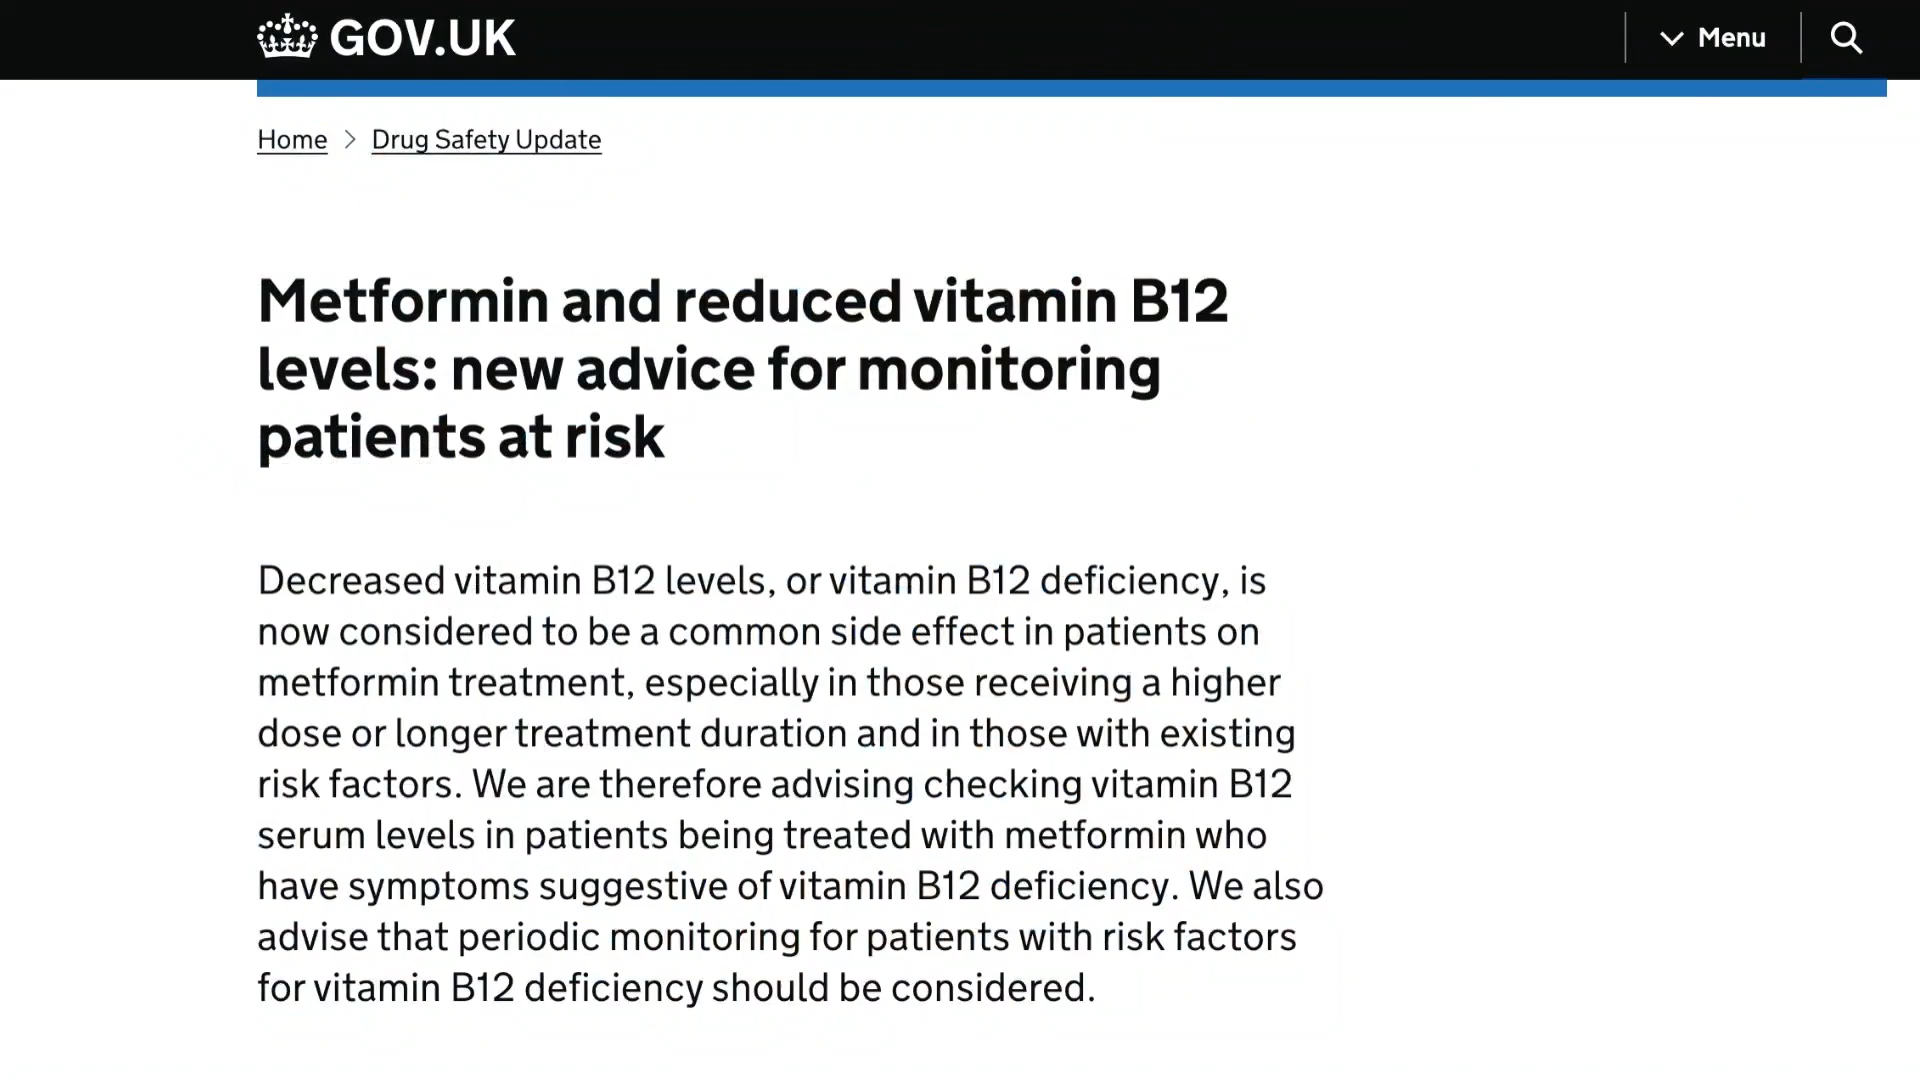 GOV.UK
Menu
Home > Drug Safety Update
Metformin and reduced vitamin B12
levels: new advice for monitoring
patients at risk
Decreased vitamin B12 levels, or vitamin B12 deficiency, is
now considered to be a common side effect in patients on
metformin treatment, especially in those receiving a higher
dose or longer treatment duration and in those with existing
risk factors. We are therefore advising checking vitamin B12
serum levels in patients being treated with metformin who
have symptoms suggestive of vitamin B12 deficiency. We also
advise that periodic monitoring for patients with risk factors
for vitamin B12 deficiency should be considered.